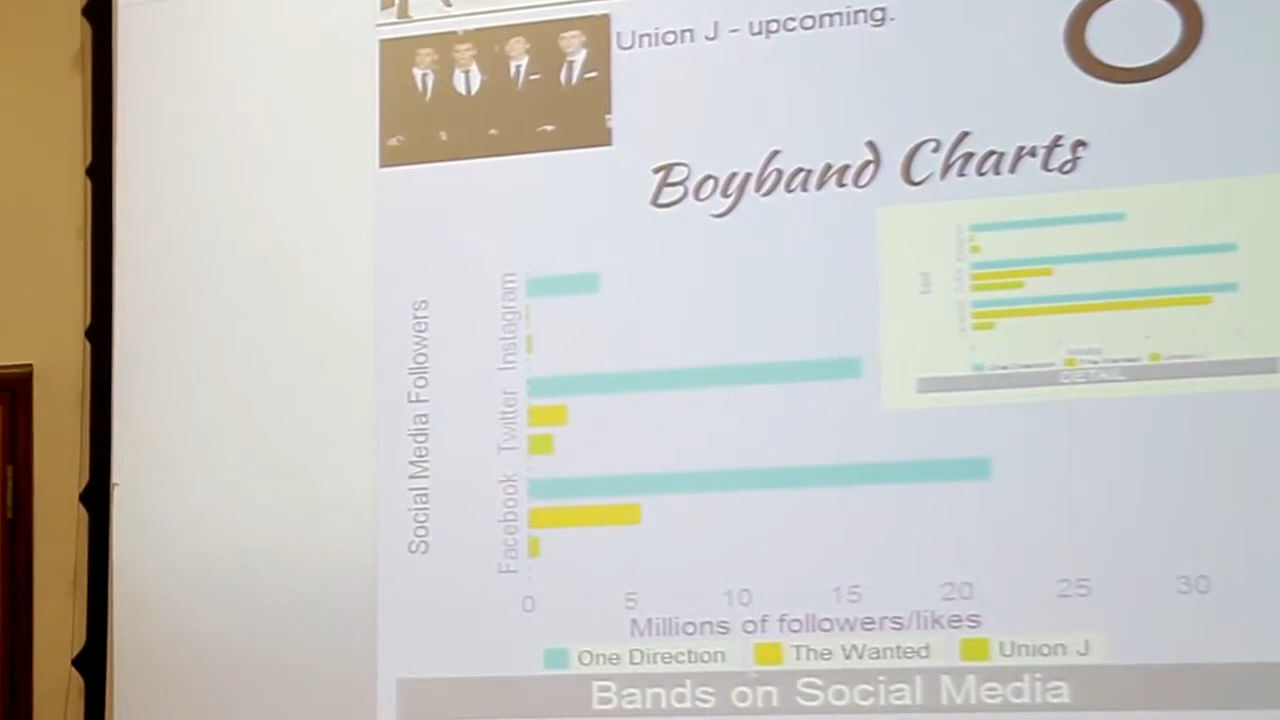 Union J - upcoming.
Boyband Charts
Social Media Followers
Instagram
Twitter
Facebook
0 5 10 15 20 25 30
Millions of followers/likes
One Direction The Wanted Union J
Bands on Social Media
DETAIL